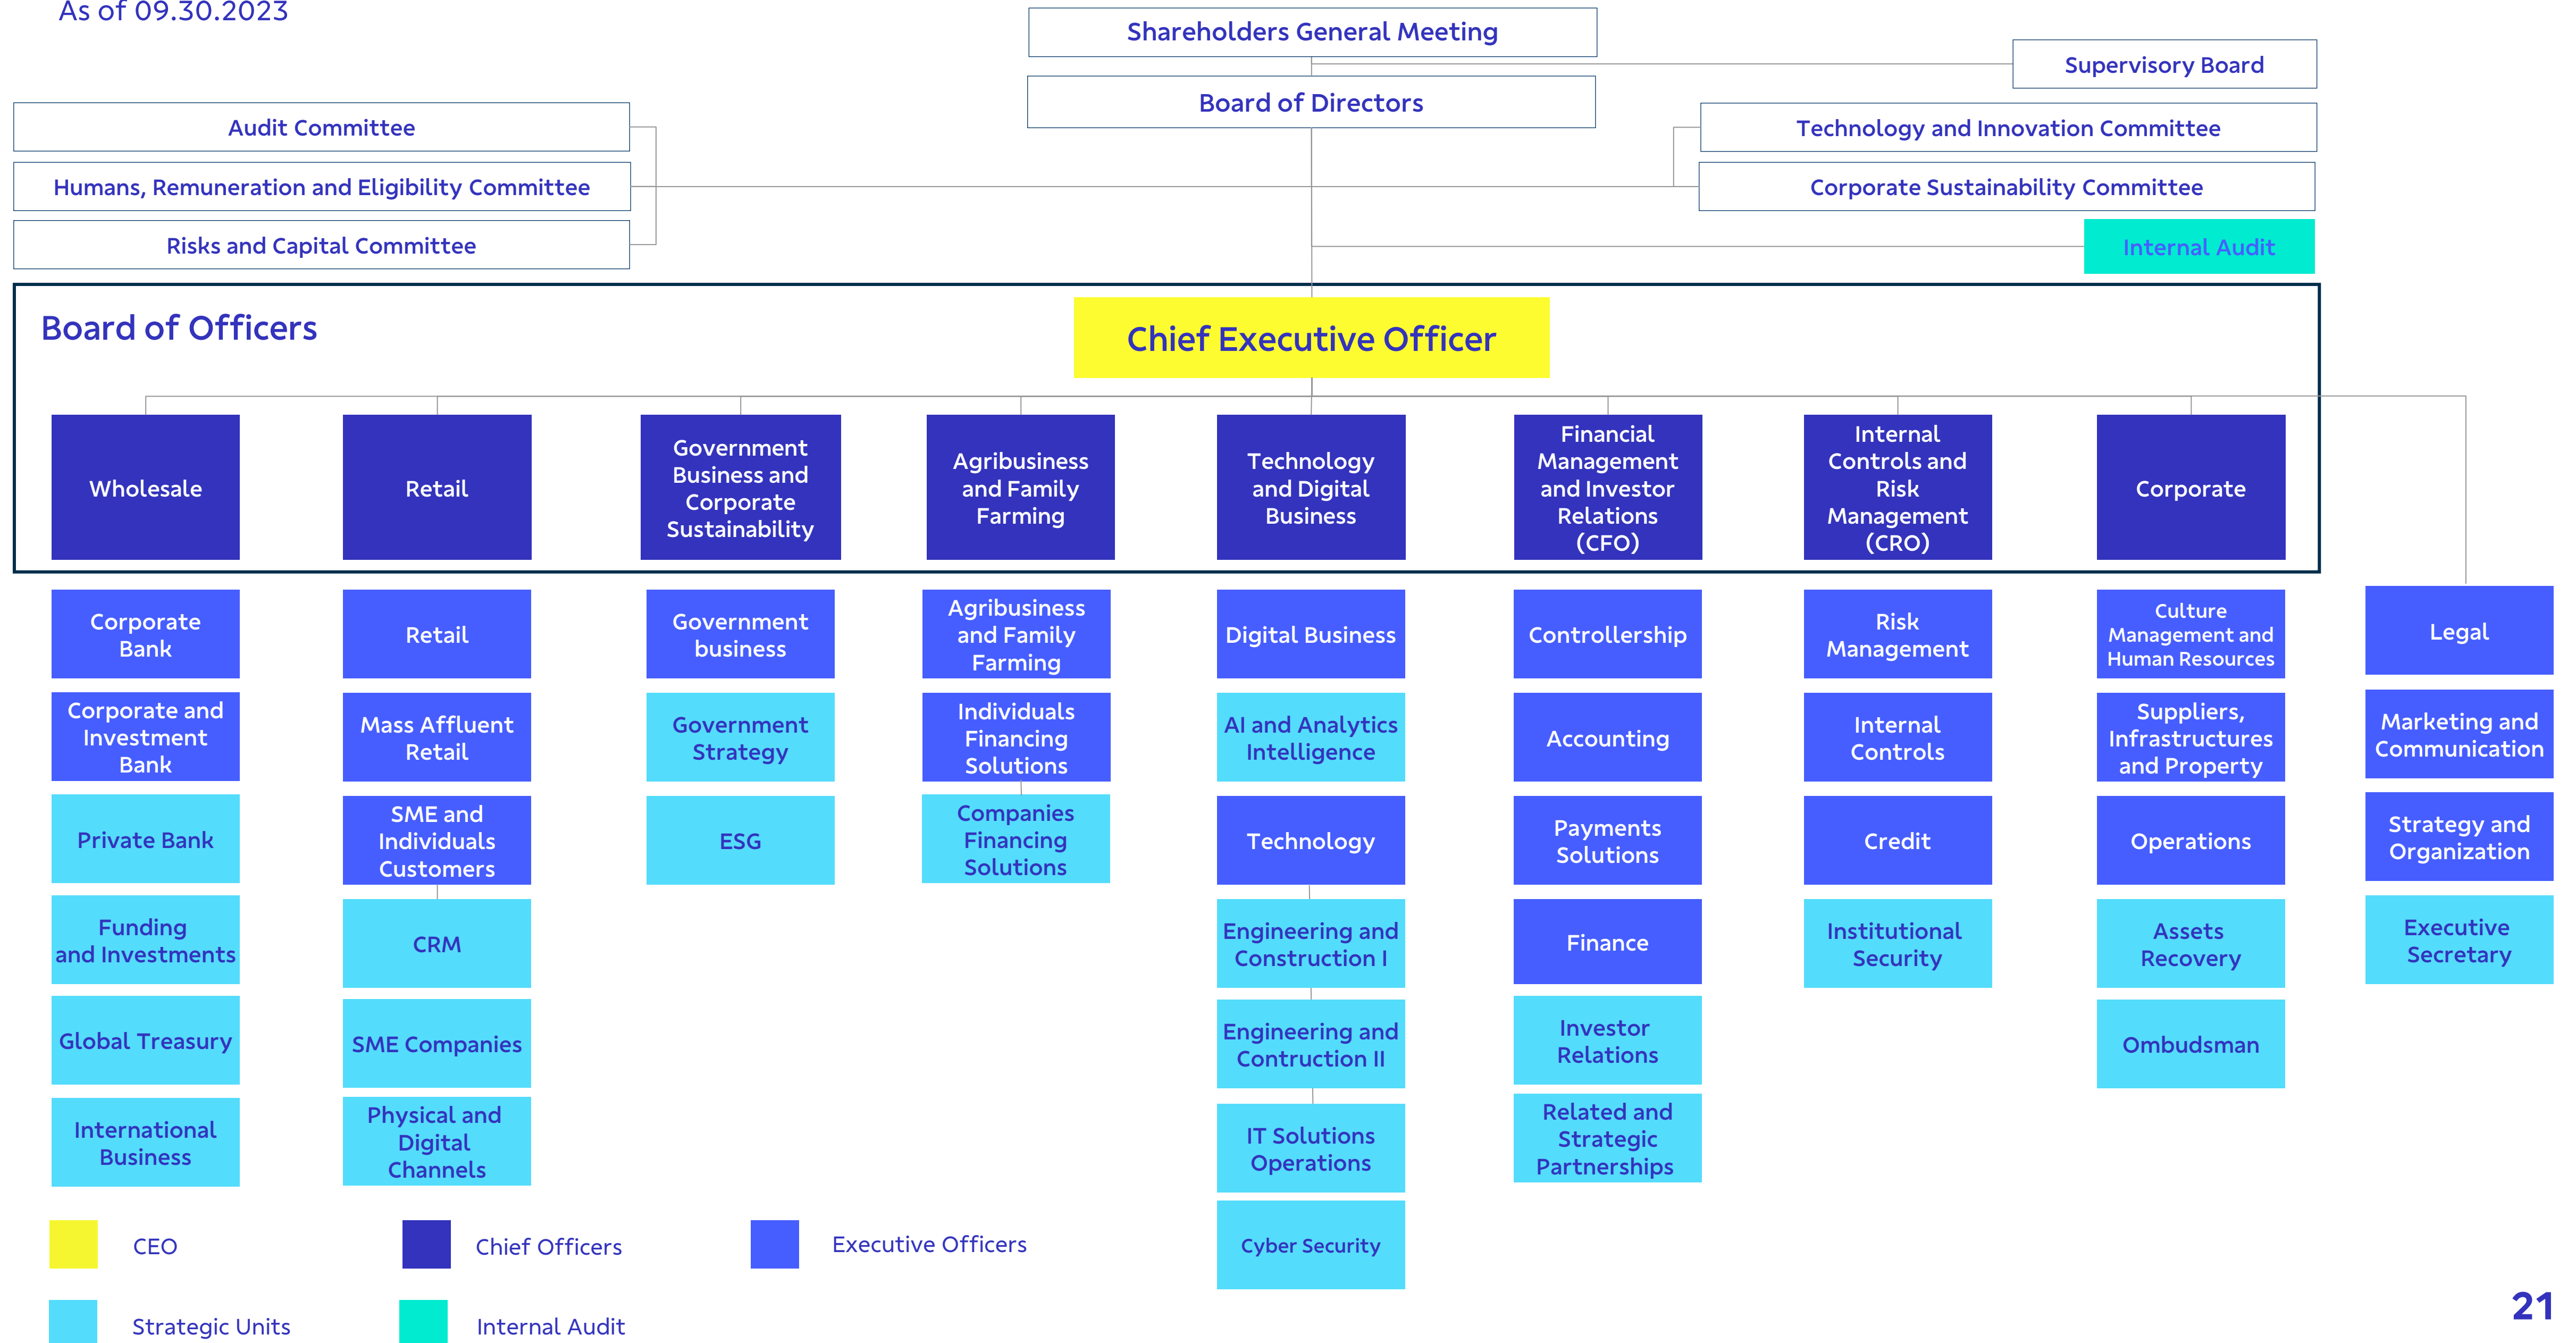 As of 09.30.2023
Shareholders General Meeting
Supervisory Board
Board of Directors
Audit Committee
Technology and Innovation Committee
Humans, Remuneration and Eligibility Committee
Corporate Sustainability Committee
Risks and Capital Committee
Internal Audit
Board of Officers
Chief Executive Officer
Wholesale
Retail
Government
Business and
Corporate
Sustainability
Agribusiness
and Family
Farming
Technology
and Digital
Business
Financial
Management
and Investor
Relations
(CFO)
Internal
Controls and
Risk
Management
(CRO)
Corporate
Corporate
Bank
Corporate and
Investment
Bank
Private Bank
Funding
and Investments
Global Treasury
International
Business
Retail
Mass Affluent
Retail
SME and
Individuals
Customers
CRM
SME Companies
Physical and
Digital
Channels
Government
business
Government
Strategy
ESG
Agribusiness
and Family
Farming
Individuals
Financing
Solutions
Companies
Financing
Solutions
Digital Business
AI and Analytics
Intelligence
Technology
Engineering and
Construction I
Engineering and
Contruction II
IT Solutions
Operations
Cyber Security
Controllership
Accounting
Payments
Solutions
Finance
Investor
Relations
Related and
Strategic
Partnerships
Risk
Management
Internal
Controls
Credit
Institutional
Security
Culture
Management and
Human Resources
Suppliers,
Infrastructures
and Property
Operations
Assets
Recovery
Ombudsman
Legal
Marketing and
Communication
Strategy and
Organization
Executive
Secretary
CEO
Chief Officers
Executive Officers
Strategic Units
Internal Audit
21